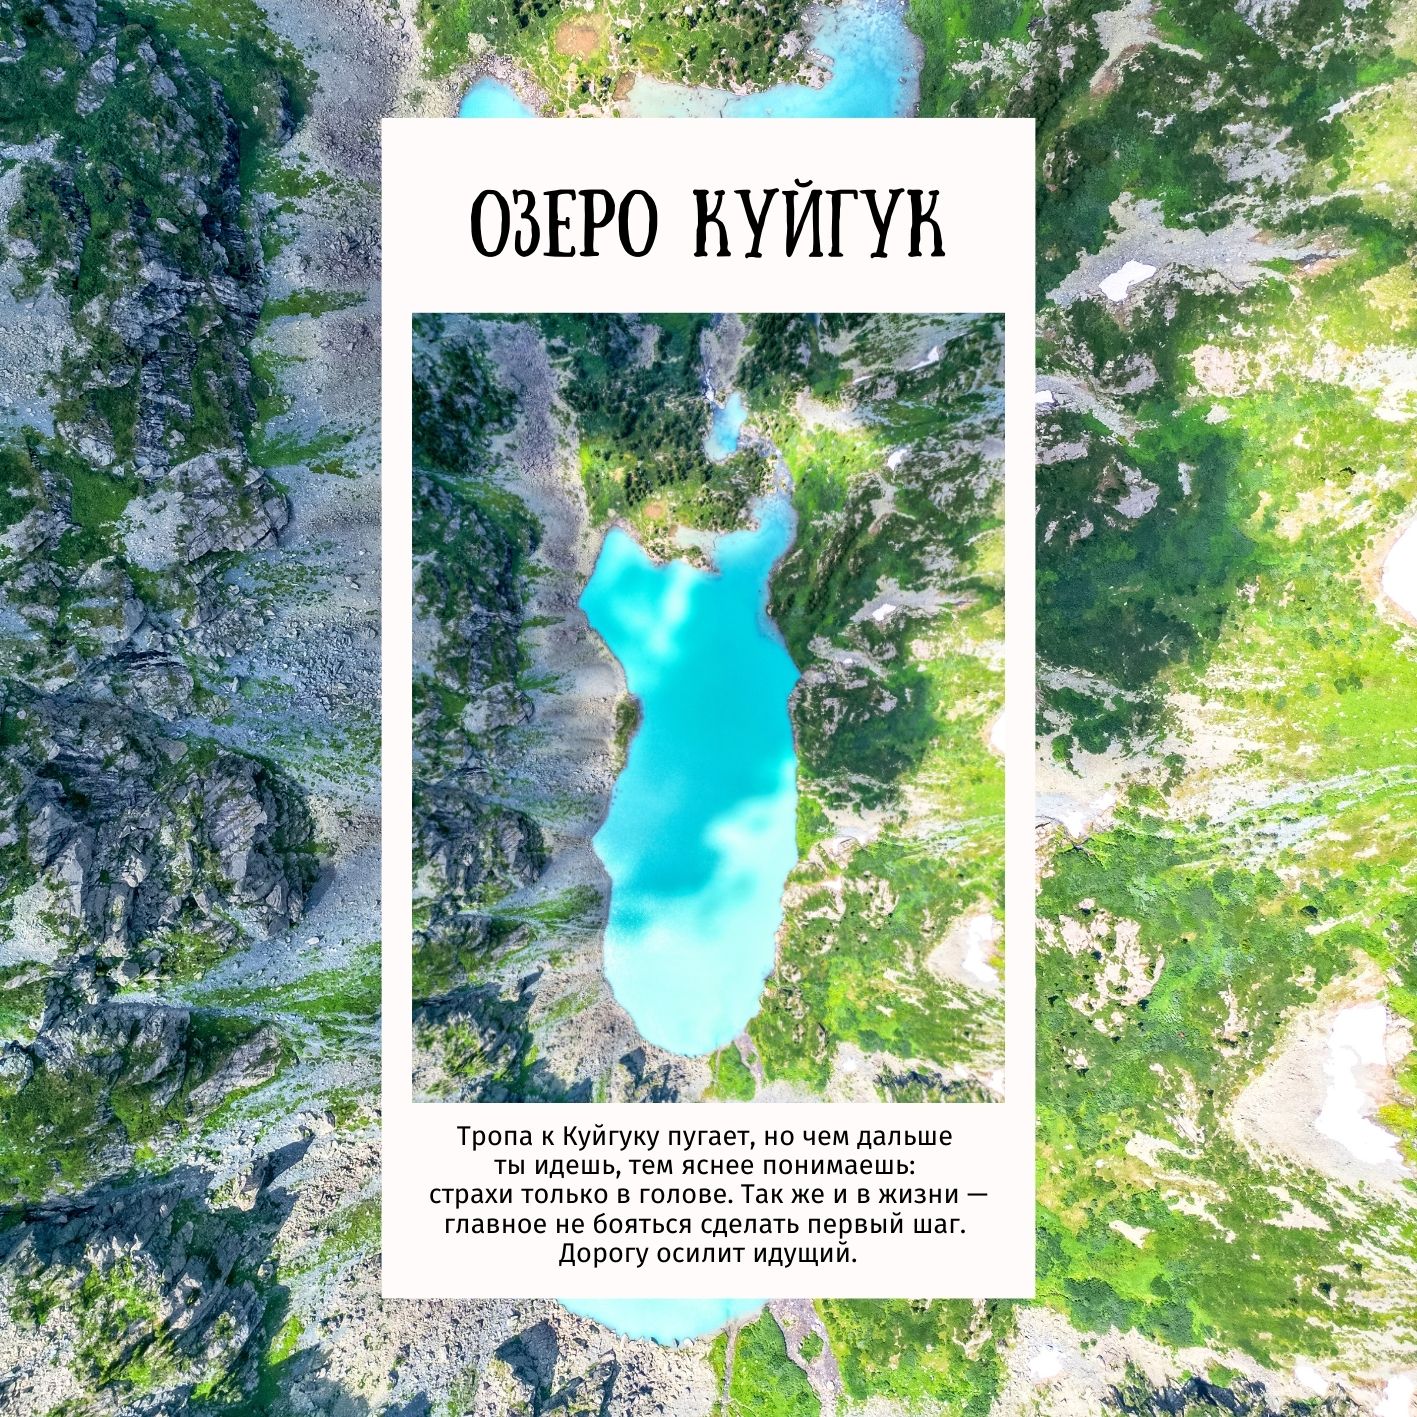 ОЗЕРО КУЙГУК
Тропа к Куйгуку пугает, но чем дальше
ты идешь, тем яснее понимаешь:
страхи только в голове. Так же и в жизни —
главное не бояться сделать первый шаг.
Дорогу осилит идущий.